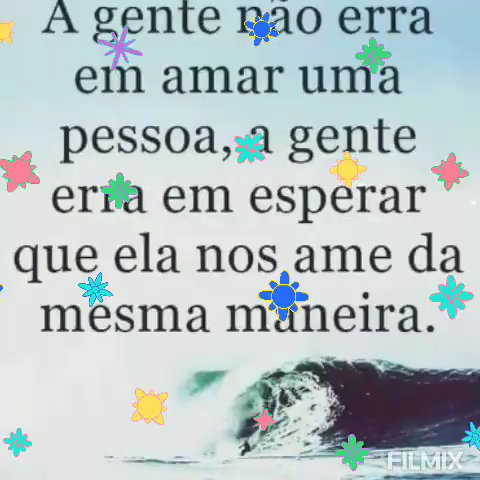 A gente não erra
em amar uma
pessoa, a gente
erra em esperar
que ela nos ame da
mesma maneira.
FILMIX